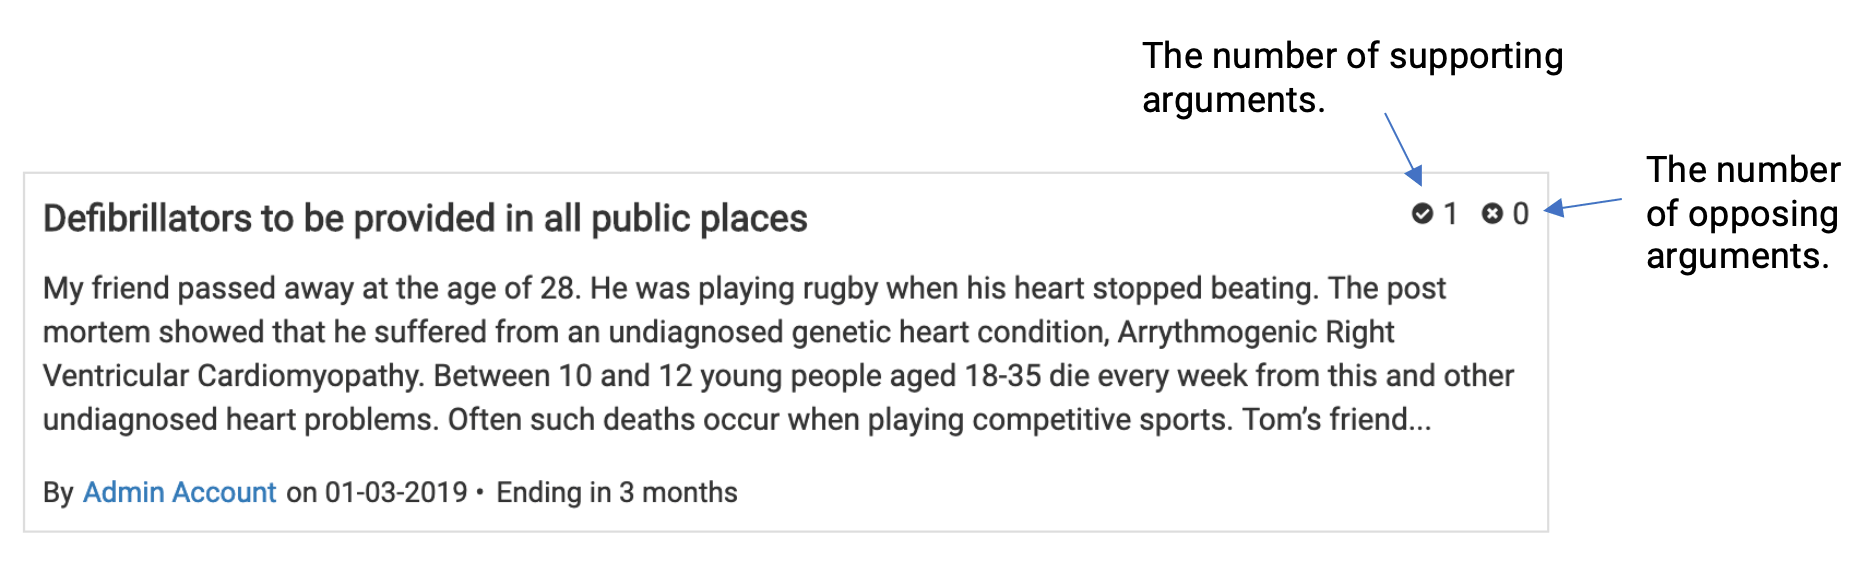 The number of supporting
arguments.
The number
of opposing
arguments.
Defibrillators to be provided in all public places
1 0
My friend passed away at the age of 28. He was playing rugby when his heart stopped beating. The post
mortem showed that he suffered from an undiagnosed genetic heart condition, Arrythmogenic Right
Ventricular Cardiomyopathy. Between 10 and 12 young people aged 18-35 die every week from this and other
undiagnosed heart problems. Often such deaths occur when playing competitive sports. Tom’s friend...
By Admin Account on 01-03-2019 • Ending in 3 months